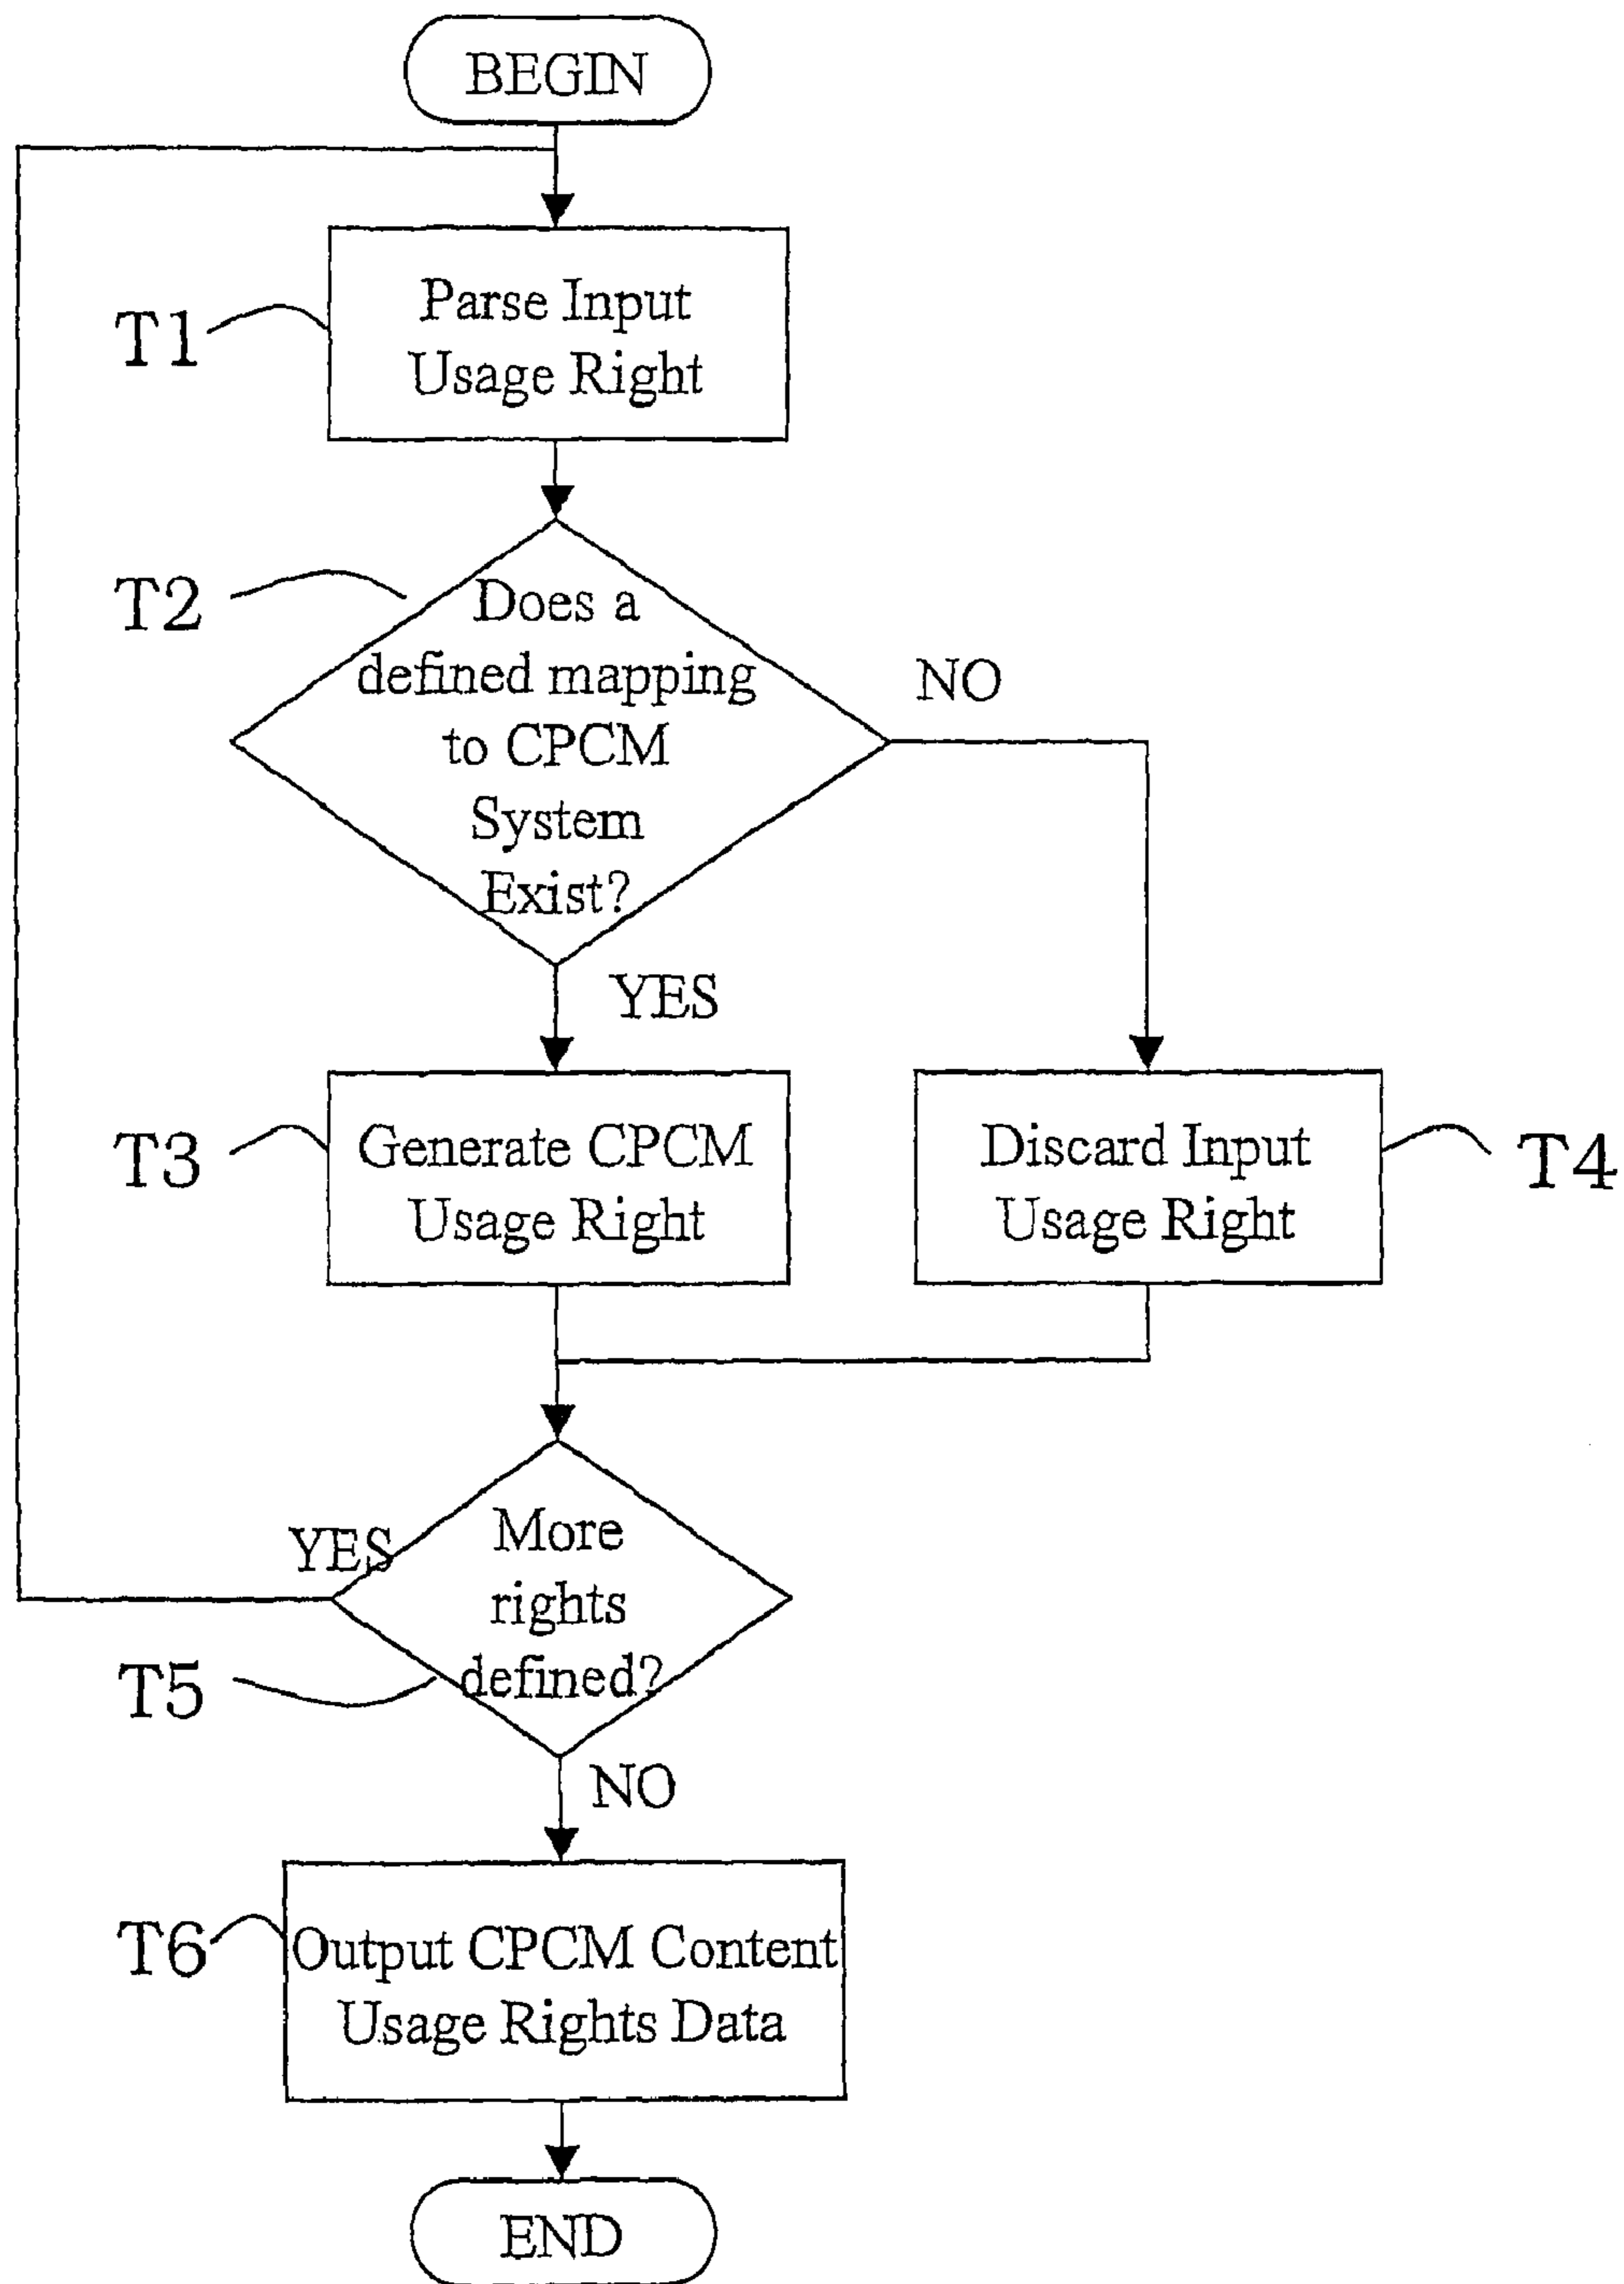 BEGIN
T1
Parse Input
Usage Right
T2
Does a
defined mapping
to CPCM
System
Exist?
NO
YES
T3
Generate CPCM
Usage Right
Discard Input
Usage Right
T4
YES
More
rights
defined?
T5
NO
T6
Output CPCM Content
Usage Rights Data
END